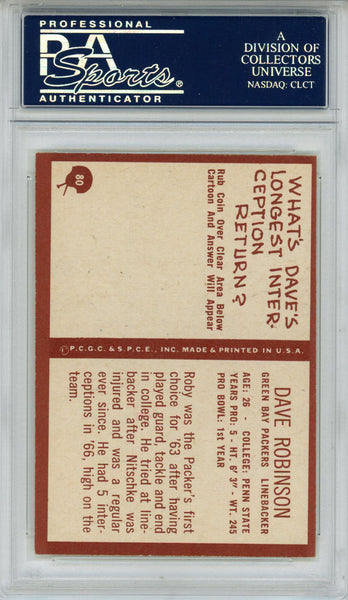 PROFESSIONAL
PSA
Sports
®
AUTHENTICATOR
A
DIVISION OF
COLLECTORS
UNIVERSE
NASDAQ: CLCT
80
WHAT'S DAVE'S
LONGEST INTER-
CEPTION
RETURN?
Rub Coin Over Clear Area Below
Cartoon And Answer Will Appear
©P.C.G.C. & S.P.C.E., INC. MADE & PRINTED IN U.S.A.
DAVE ROBINSON
GREEN BAY PACKERS LINEBACKER
AGE: 26 - COLLEGE: PENN STATE
YEARS PRO: 5 - HT. 6' 3" - WT. 245
PRO BOWL: 1st YEAR
Roby was the Packer's first
choice for '63 after having
played guard, tackle and end
in college. He tried at line-
backer after Nitschke was
injured and was a regular
ever since. He had 5 inter-
ceptions in '66, high on the
team.